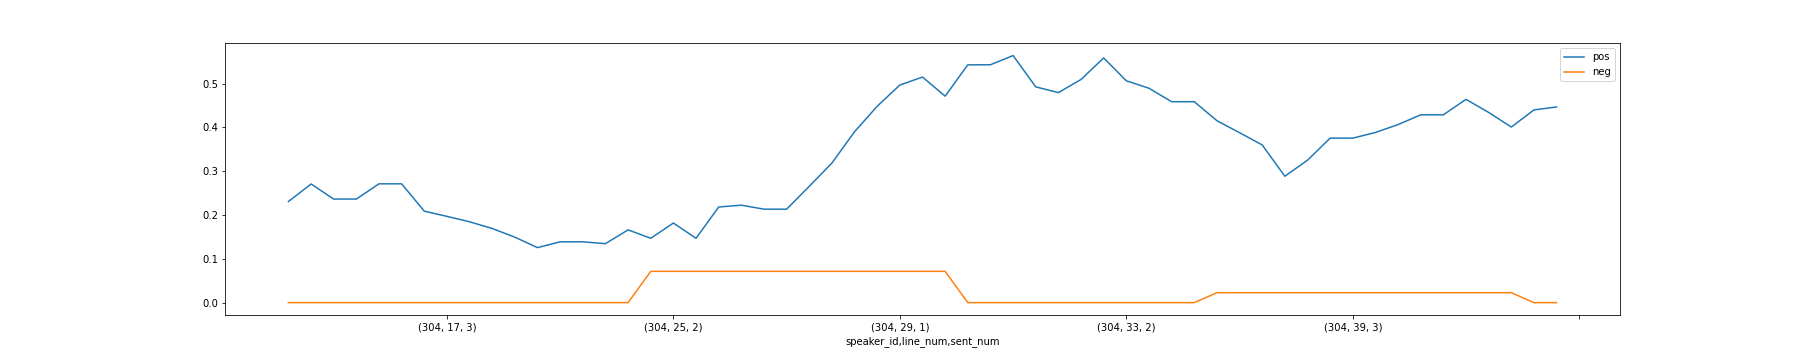 pos
neg
0.5
0.4
0.3
0.2
0.1
0.0
(304, 17, 3)
(304, 25, 2)
(304, 29, 1)
(304, 33, 2)
(304, 39, 3)
speaker_id,line_num,sent_num